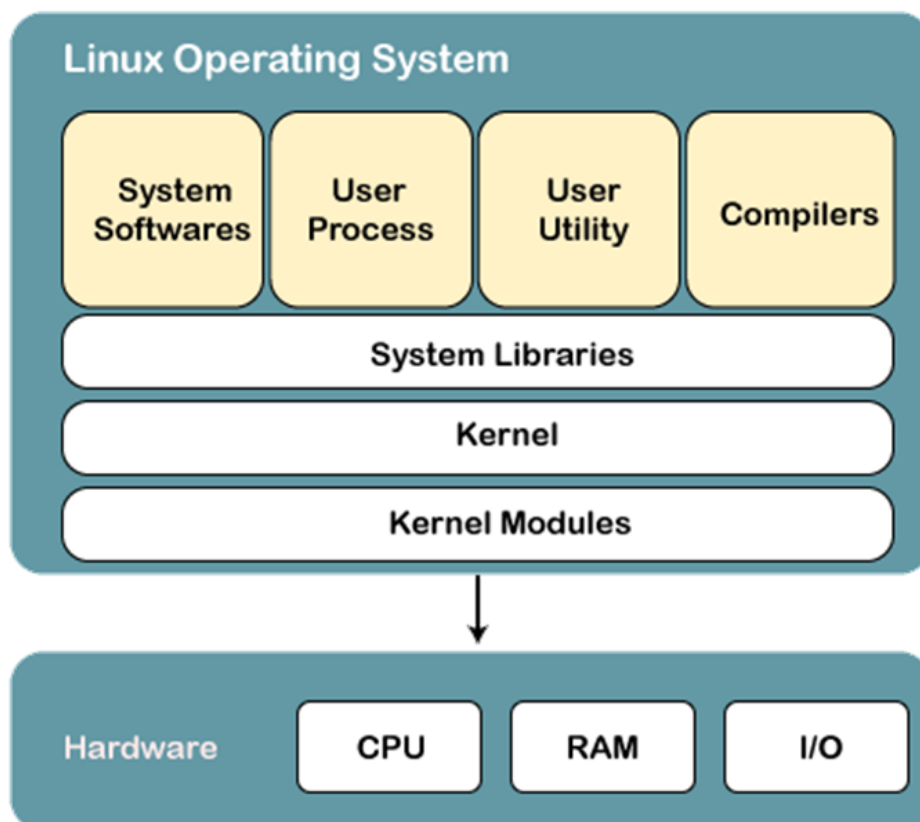 Linux Operating System
System
Softwares
User
Process
User
Utility
Compilers
System Libraries
Kernel
Kernel Modules
Hardware
CPU
RAM
I/O